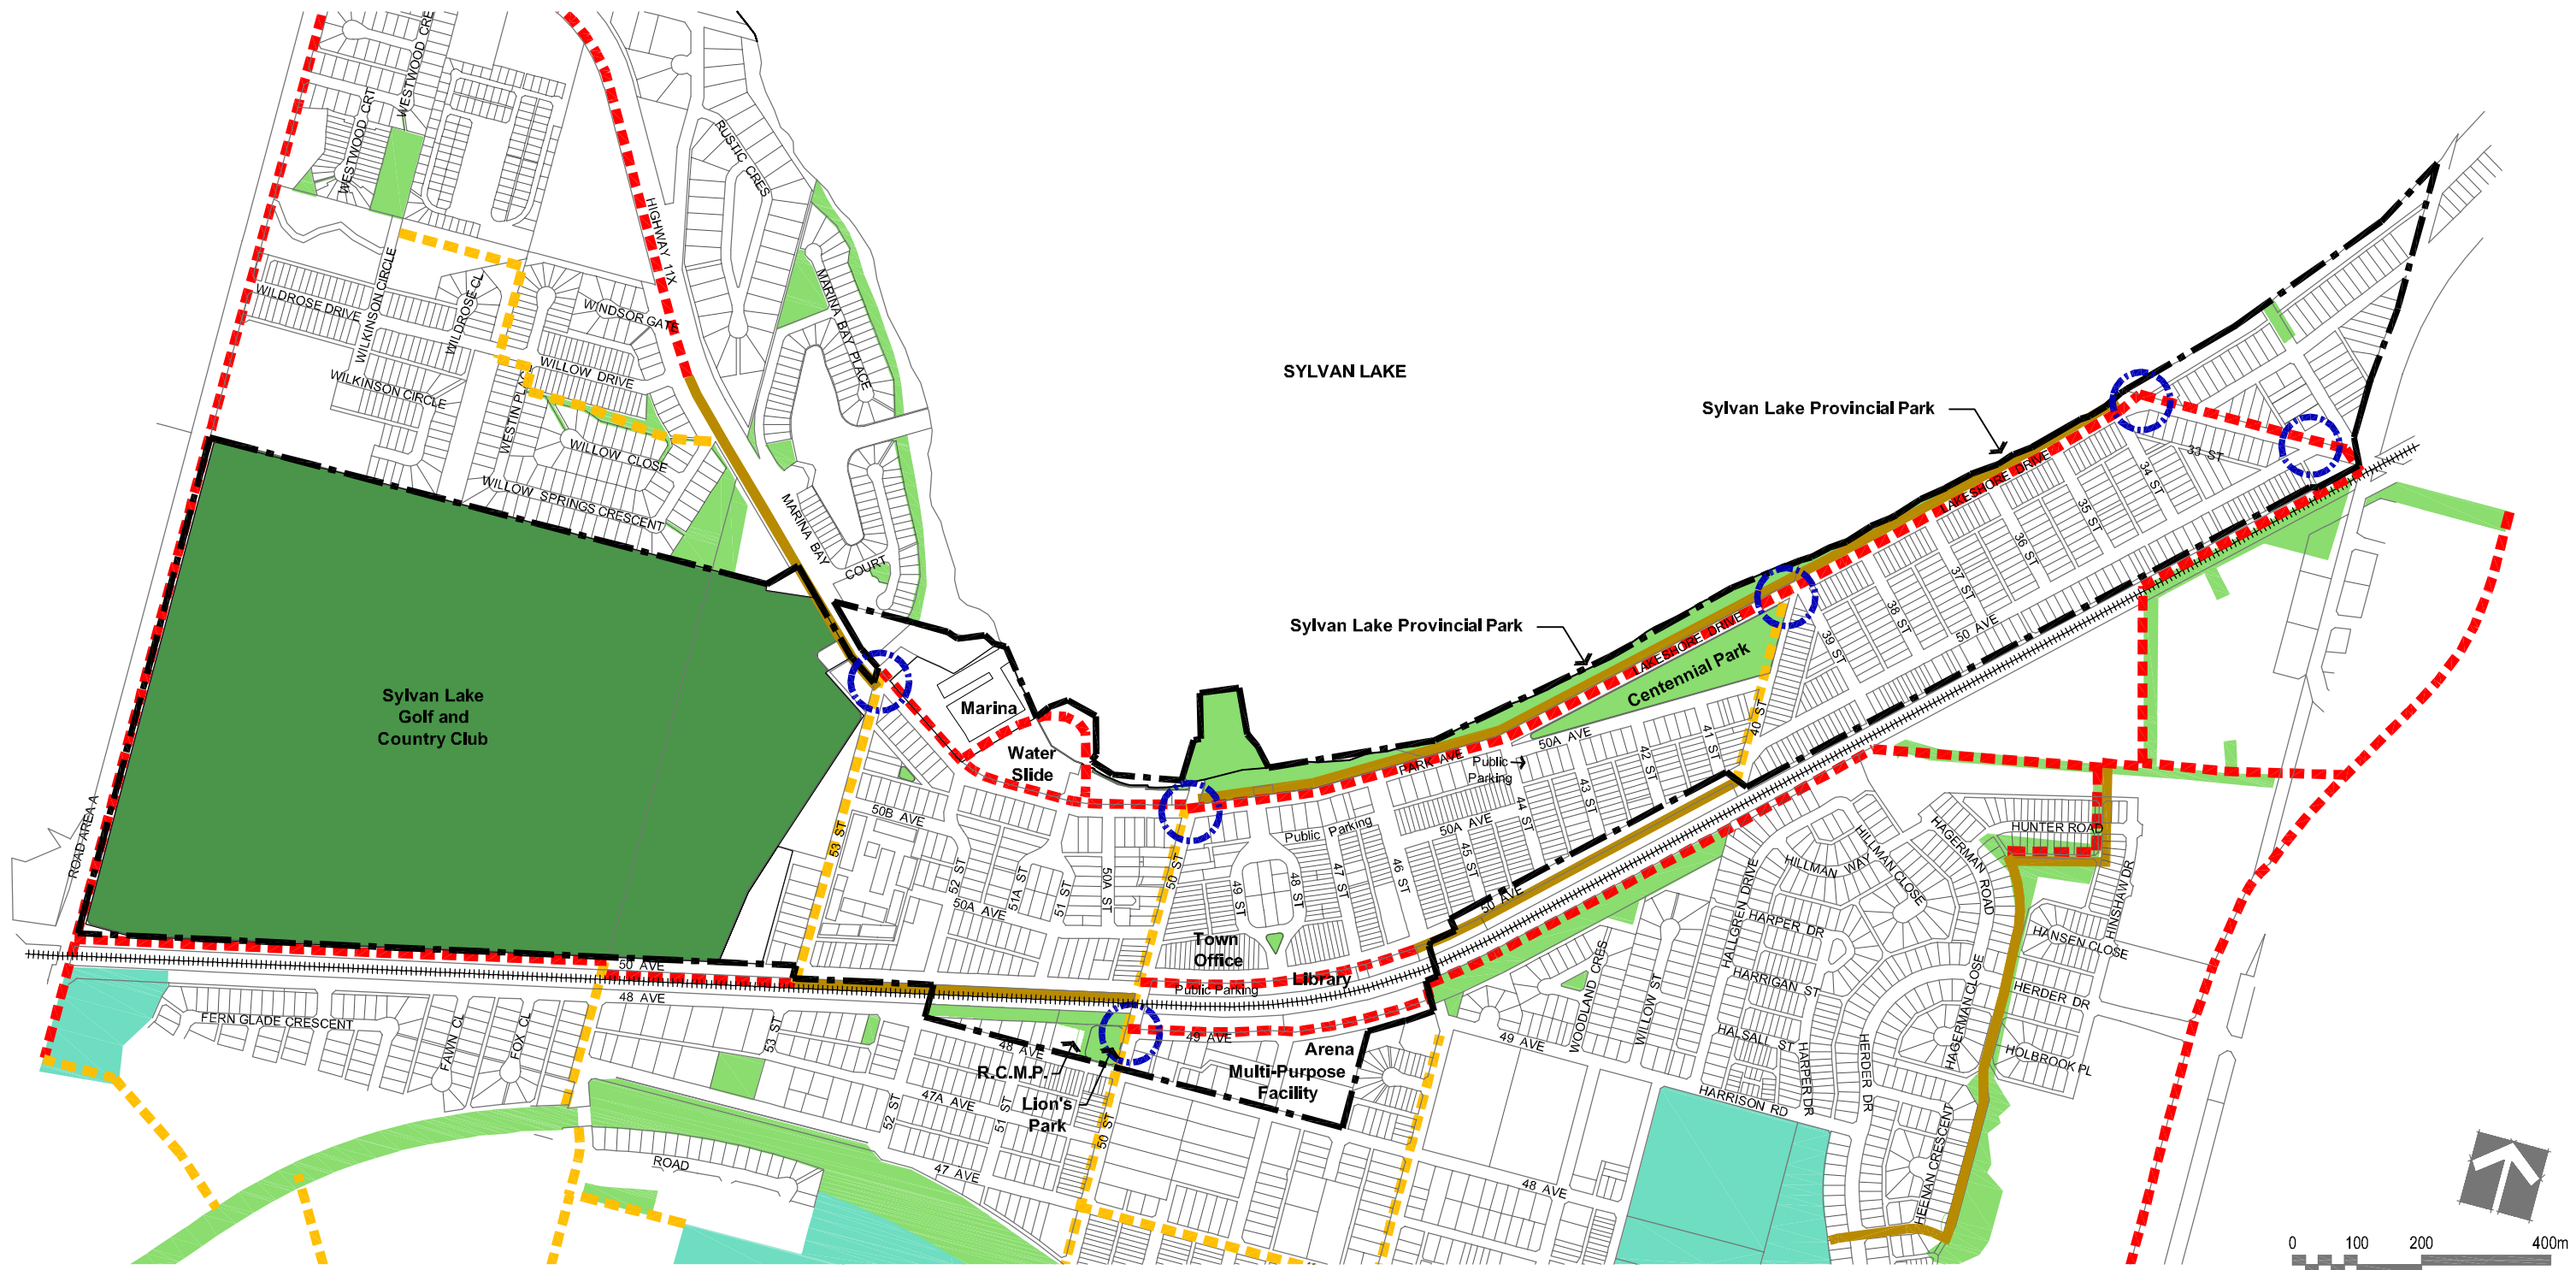 WESTWOOD CRT
WESTWOOD CRE
RUSTIC CRES
HIGHWAY 11X
WILDROSE DRIVE
WILKINSON CIRCLE
WILDROSE CL
WINDSOR GATE
MARINA BAY PLACE
WILLOW DRIVE
WILKINSON CIRCLE
WILLOW CLOSE
WILLOW SPRINGS CRESCENT
MARINA BAY
COURT
SYLVAN LAKE
Sylvan Lake Provincial Park
LAKESHORE DRIVE
33 ST
34 ST
35 ST
36 ST
37 ST
38 ST
39 ST
50 AVE
Sylvan Lake Provincial Park
LAKESHORE DRIVE
Centennial Park
40 ST
41 ST
42 ST
43 ST
44 ST
45 ST
46 ST
47 ST
48 ST
49 ST
50 ST
50A AVE
Public
Parking
PARK AVE
50A AVE
Public Parking
50 AVE
Sylvan Lake
Golf and
Country Club
Marina
Water
Slide
ROAD AREA A
53 ST
50B AVE
52 ST
51A ST
51 ST
50A ST
50A AVE
Town
Office
Library
Public Parking
50 AVE
48 AVE
FERN GLADE CRESCENT
FAWN CL
FOX CL
53 ST
52 ST
48 AVE
R.C.M.P.
47A AVE
51 ST
Lion's
Park
50 ST
47 AVE
ROAD
49 AVE
Arena
Multi-Purpose
Facility
49 AVE
WOODLAND CRES
WILLOW ST
HALLGREN DRIVE
HILLMAN WAY
HILLMAN CLOSE
HAGERMAN ROAD
HUNTER ROAD
HINSHAW DR
HARPER DR
HARRIGAN ST
HALSALL ST
HARPER DR
HERDER DR
HAGERMAN CLOSE
HANSEN CLOSE
HERDER DR
HOLBROOK PL
HARRISON RD
HEENAN CRESCENT
48 AVE
0 100 200 400m